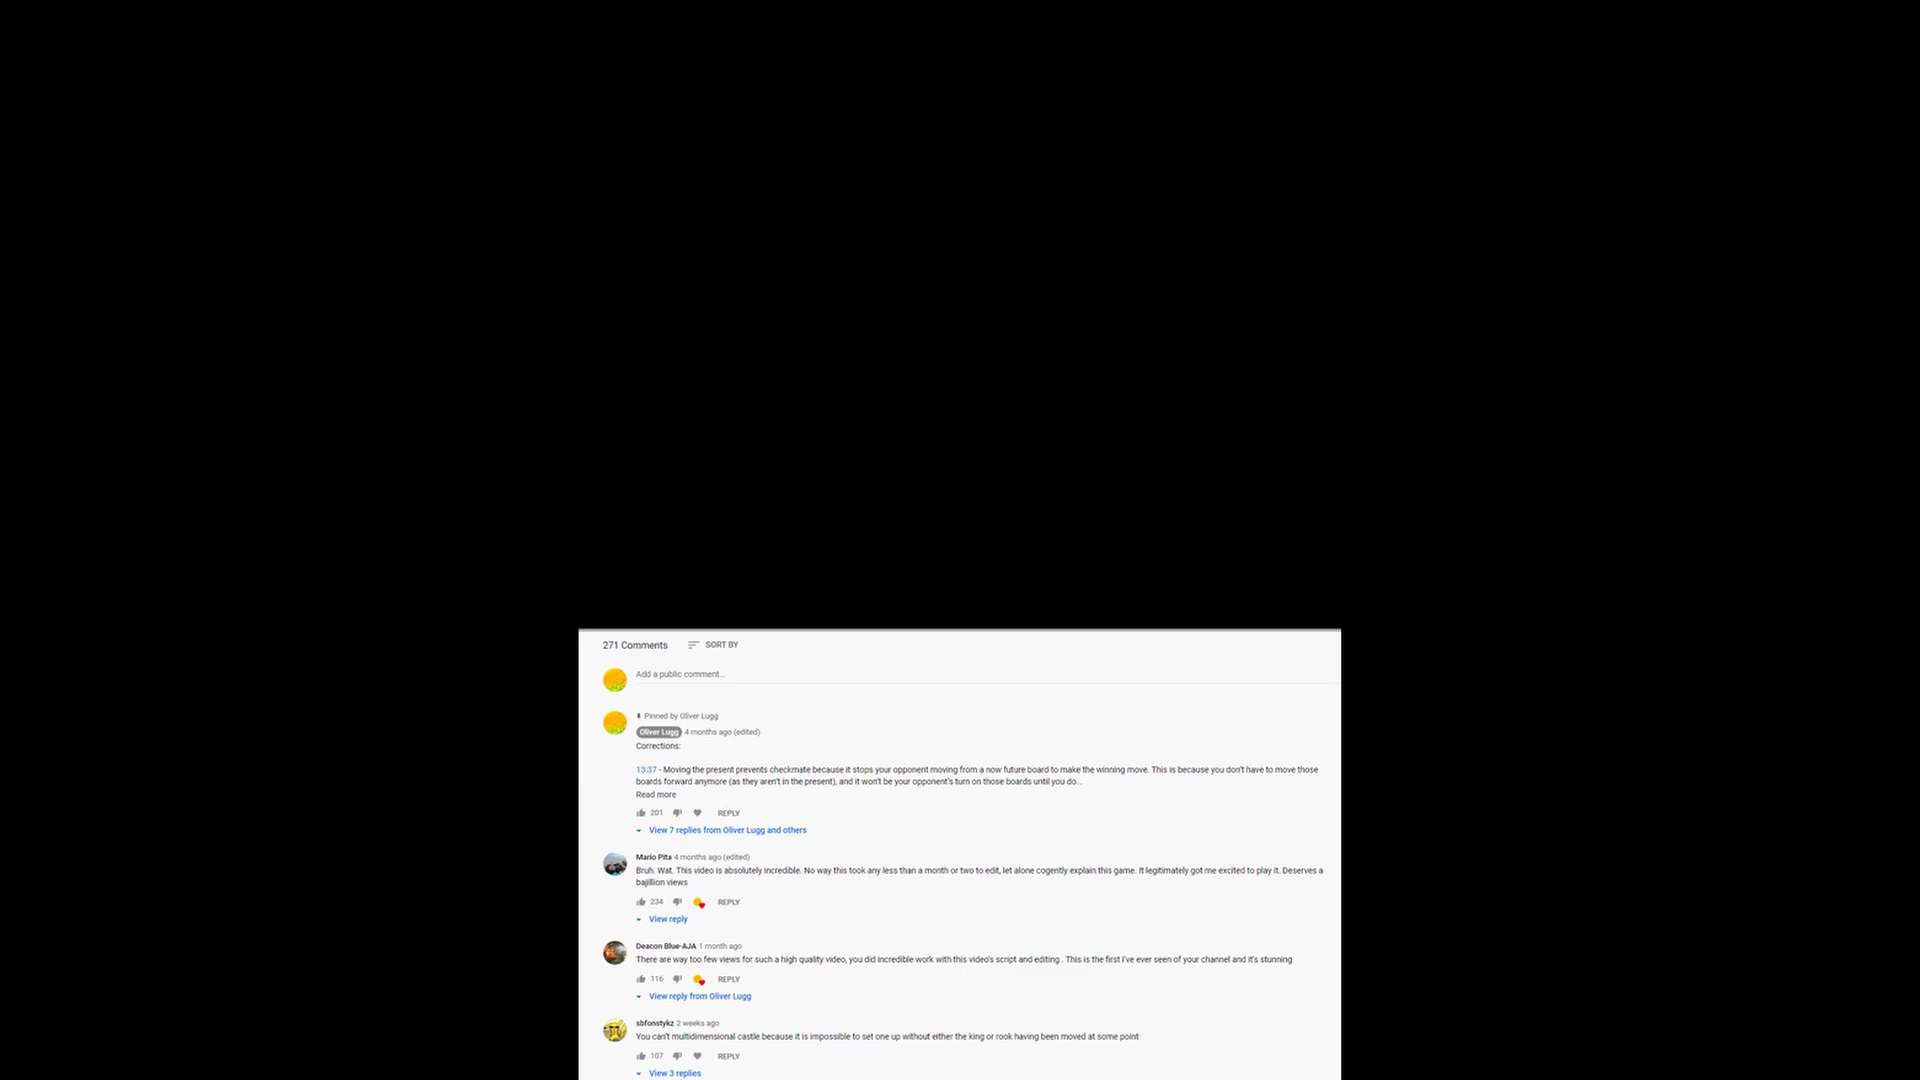 271 Comments SORT BY
Add a public comment...
Pinned by Oliver Lugg
Oliver Lugg 4 months ago (edited)
Corrections:
13:37 - Moving the present prevents checkmate because it stops your opponent moving from a now future board to make the winning move. This is because you don't have to move those
boards forward anymore (as they aren't in the present), and it won't be your opponent's turn on those boards until you do...
Read more
201 REPLY
View 7 replies from Oliver Lugg and others
Mario Pita 4 months ago (edited)
Bruh. Wat. This video is absolutely incredible. No way this took any less than a month or two to edit, let alone cogently explain this game. It legitimately got me excited to play it. Deserves a
bajillion views
234 REPLY
View reply
Deacon Blue-AJA 1 month ago
There are way too few views for such a high quality video, you did incredible work with this video's script and editing . This is the first I've ever seen of your channel and it's stunning
116 REPLY
View reply from Oliver Lugg
sbfonstykz 2 weeks ago
You can't multidimensional castle because it is impossible to set one up without either the king or rook having been moved at some point
107 REPLY
View 3 replies